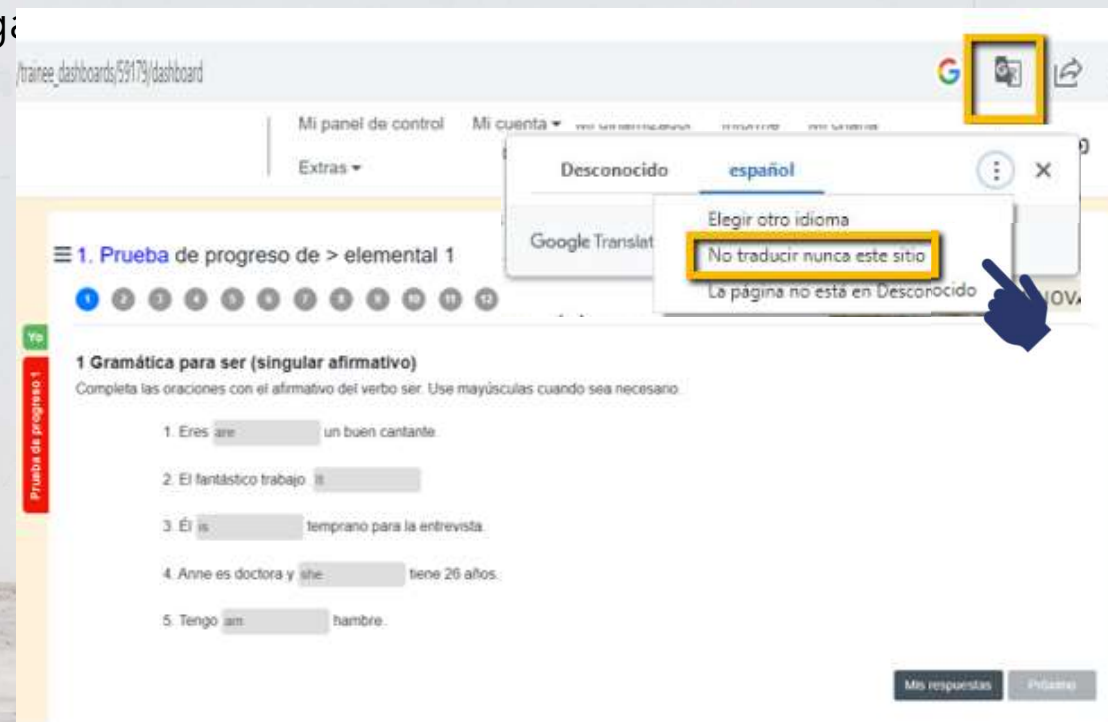 /trainee_dashboards/59179/dashboard
Mi panel de control Mi cuenta
Extras
Desconocido español
Elegir otro idioma
Google Translat
No traducir nunca este sitio
La página no está en Desconocido
1. Prueba de progreso de > elemental 1
1 2 3 4 5 6 7 8 9 10 11 12
Yo
Prueba de progreso 1
1 Gramática para ser (singular afirmativo)
Completa las oraciones con el afirmativo del verbo ser. Use mayúsculas cuando sea necesario.
1. Eres are un buen cantante.
2. El fantástico trabajo.
3. Él is temprano para la entrevista.
4. Anne es doctora y she tiene 26 años.
5. Tengo am hambre.
Mis respuestas Próximo